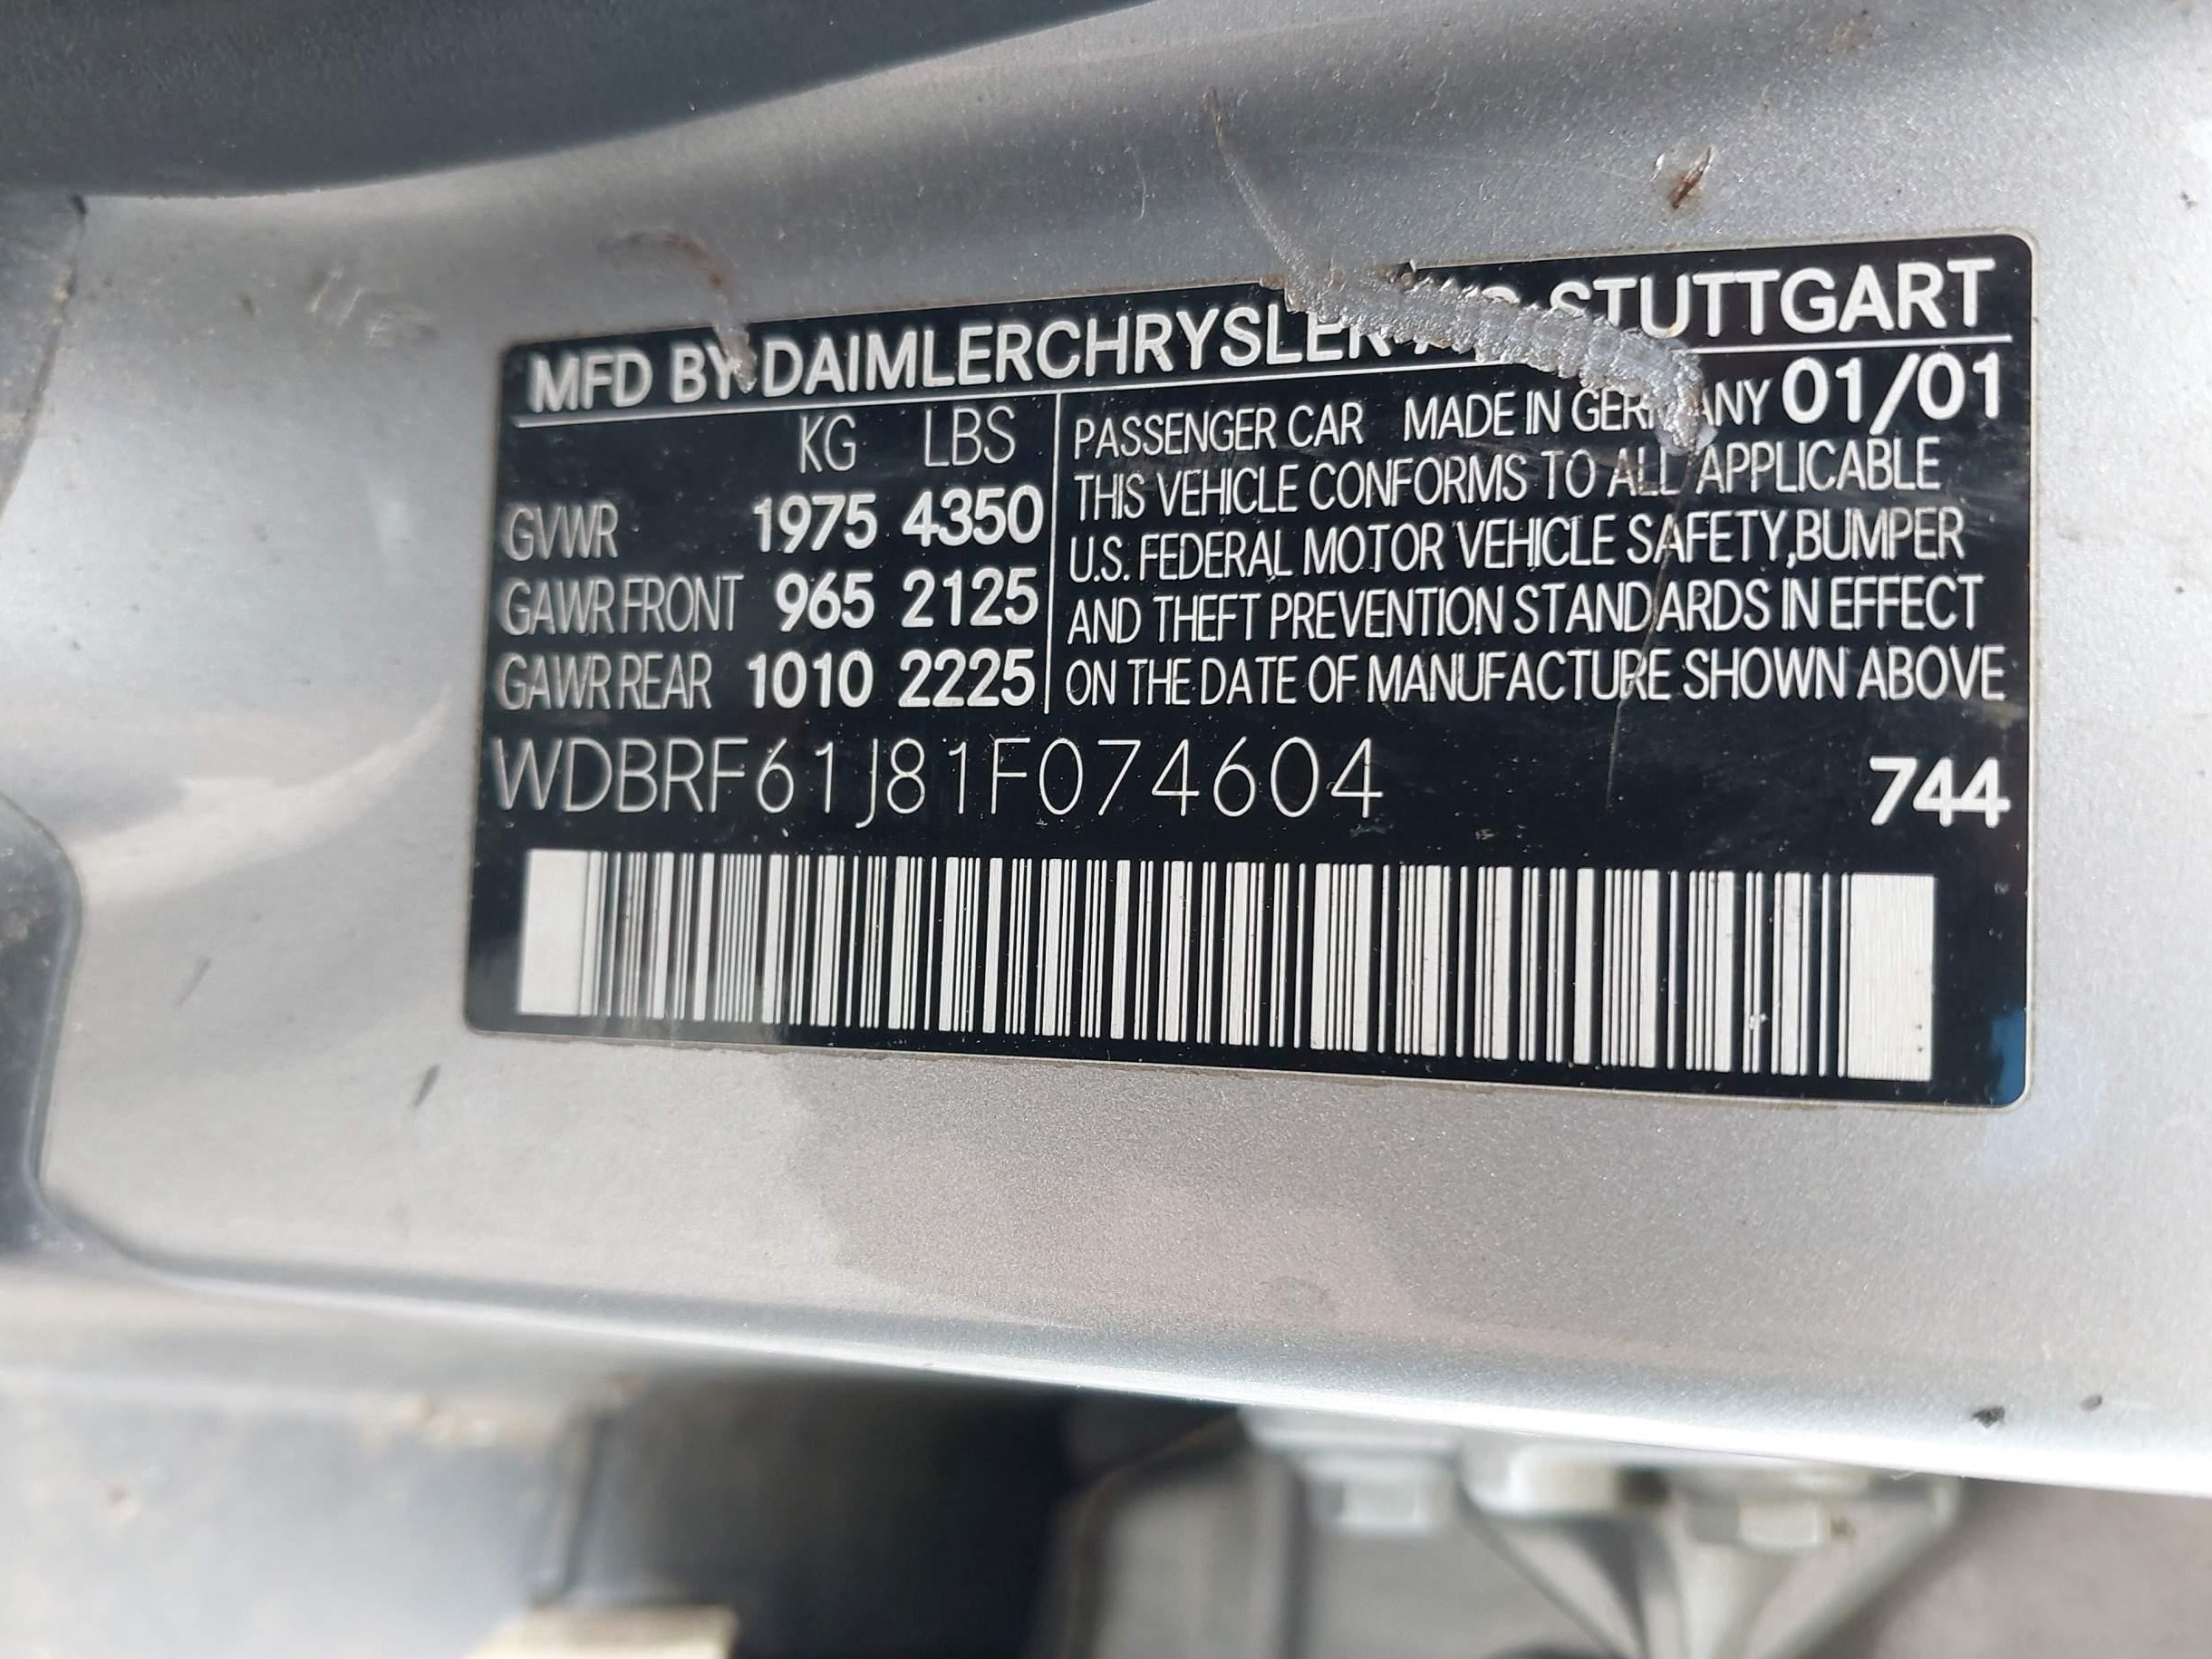 MFD BY DAIMLERCHRYSLER STUTTGART
KG LBS
GVWR 1975 4350
GAWR FRONT 965 2125
GAWR REAR 1010 2225
PASSENGER CAR MADE IN GERMANY 01/01
THIS VEHICLE CONFORMS TO ALL APPLICABLE
U.S. FEDERAL MOTOR VEHICLE SAFETY,BUMPER
AND THEFT PREVENTION STANDARDS IN EFFECT
ON THE DATE OF MANUFACTURE SHOWN ABOVE
WDBRF61J81F074604 744